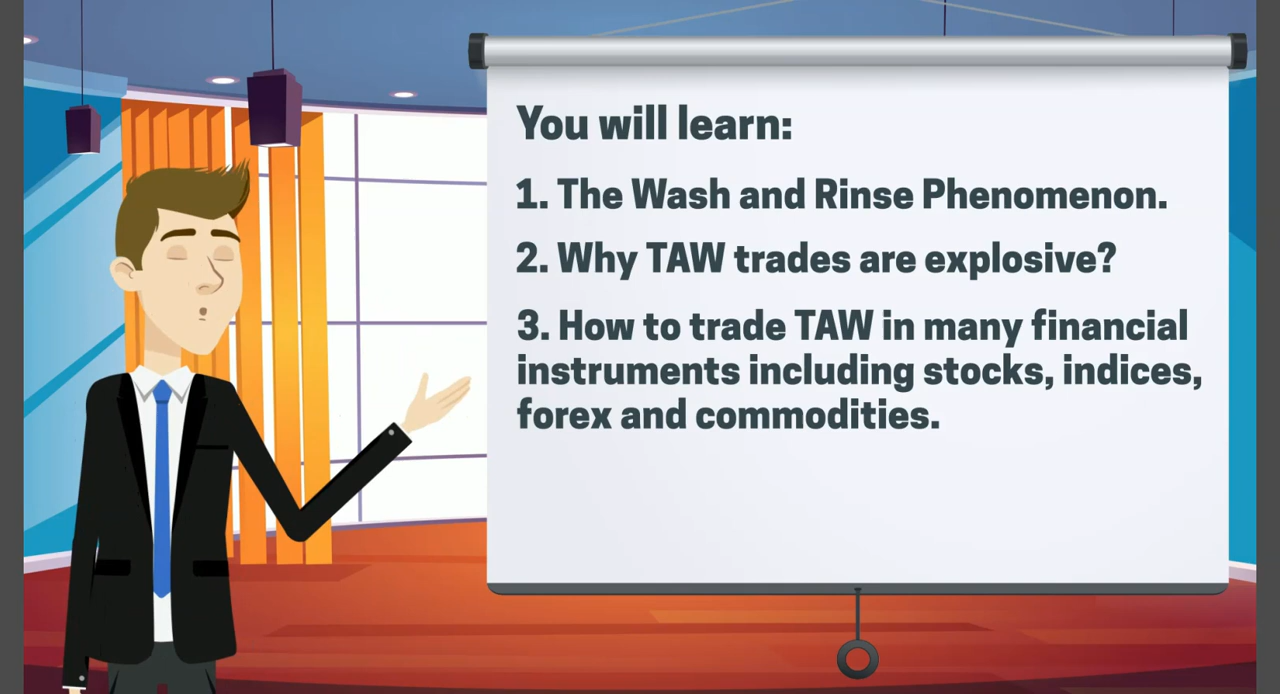 You will learn:
1. The Wash and Rinse Phenomenon.
2. Why TAW trades are explosive?
3. How to trade TAW in many financial
instruments including stocks, indices,
forex and commodities.